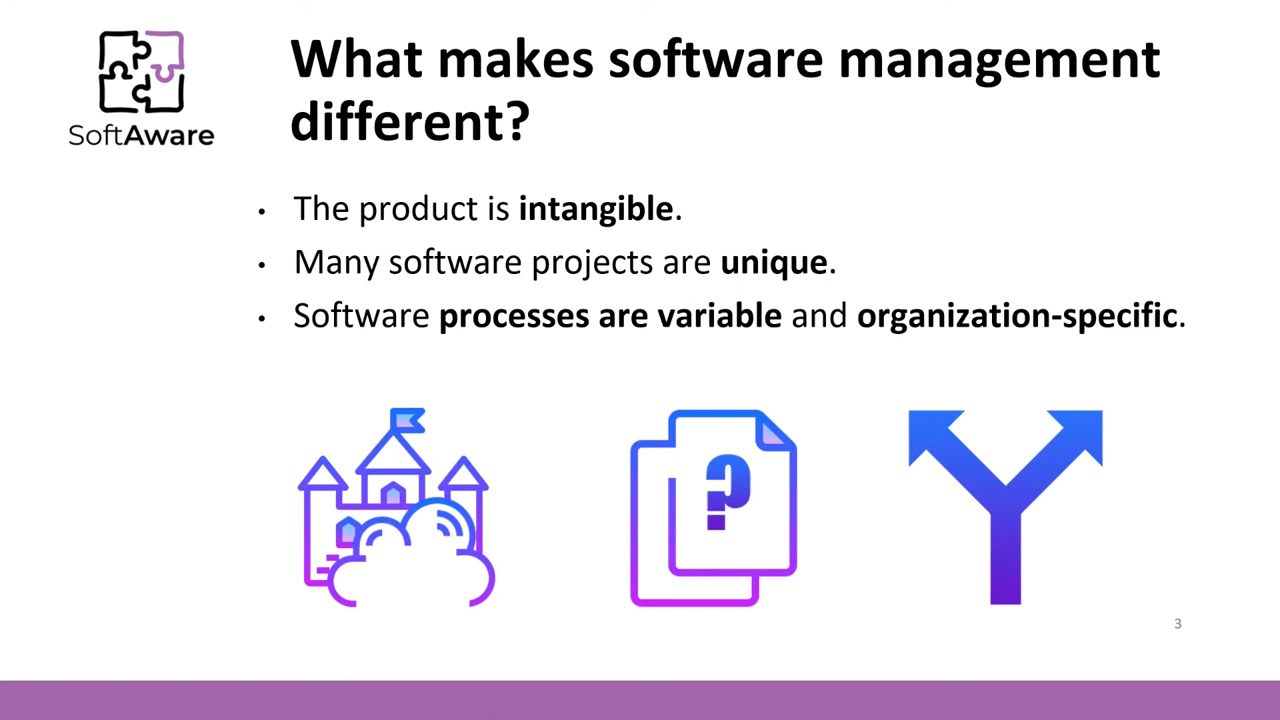 SoftAware
What makes software management
different?
• The product is intangible.
• Many software projects are unique.
• Software processes are variable and organization-specific.
?
3